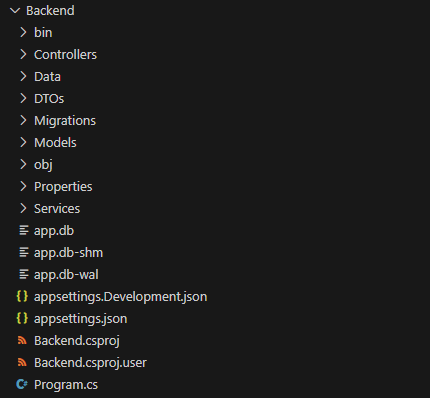 Backend
bin
Controllers
Data
DTOs
Migrations
Models
obj
Properties
Services
app.db
app.db-shm
app.db-wal
appsettings.Development.json
appsettings.json
Backend.csproj
Backend.csproj.user
Program.cs